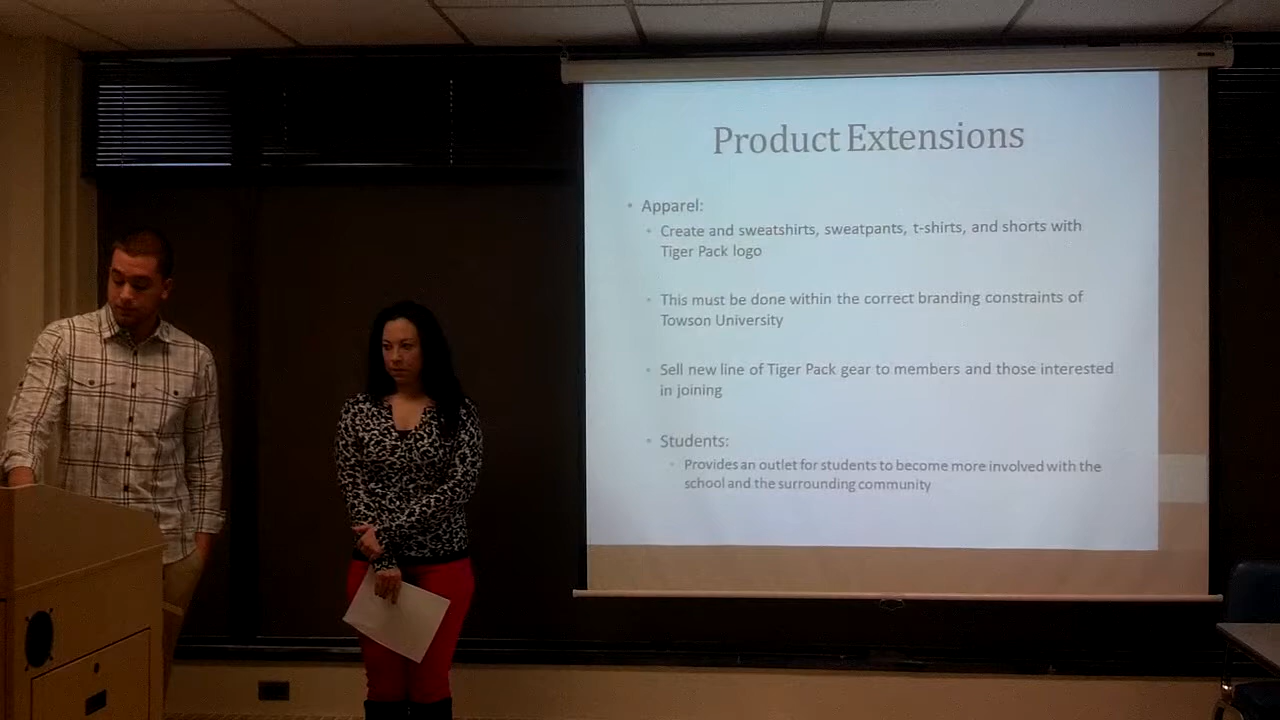 Product Extensions
• Apparel:
• Create and sweatshirts, sweatpants, t-shirts, and shorts with
Tiger Pack logo
• This must be done within the correct branding constraints of
Towson University
• Sell new line of Tiger Pack gear to members and those interested
in joining
• Students:
• Provides an outlet for students to become more involved with the
school and the surrounding community